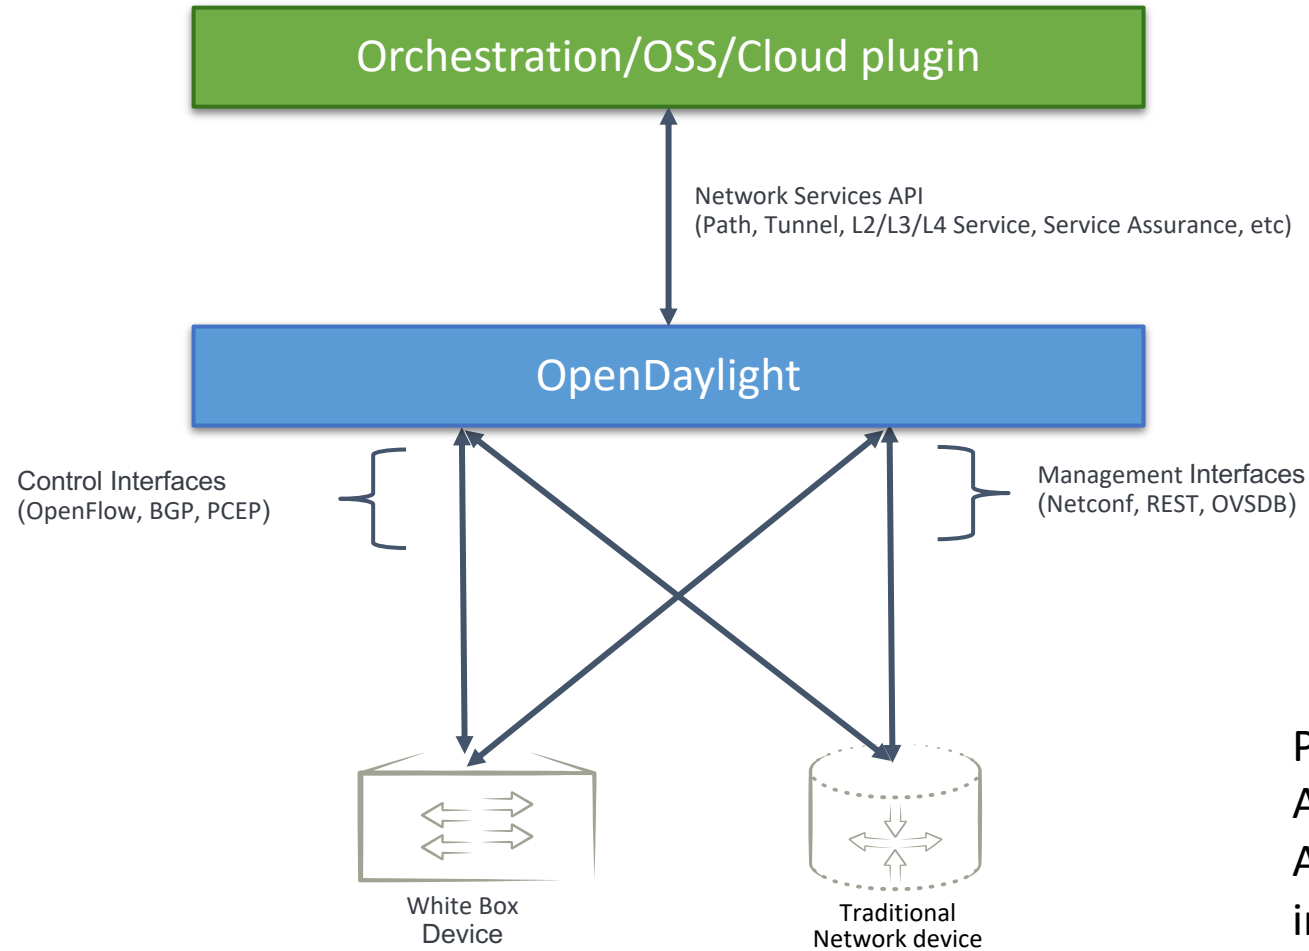 Orchestration/OSS/Cloud plugin
Network Services API
(Path, Tunnel, L2/L3/L4 Service, Service Assurance, etc)
OpenDaylight
Control Interfaces
(OpenFlow, BGP, PCEP)
Management Interfaces
(Netconf, REST, OVSDB)
White Box
Device
Traditional
Network device